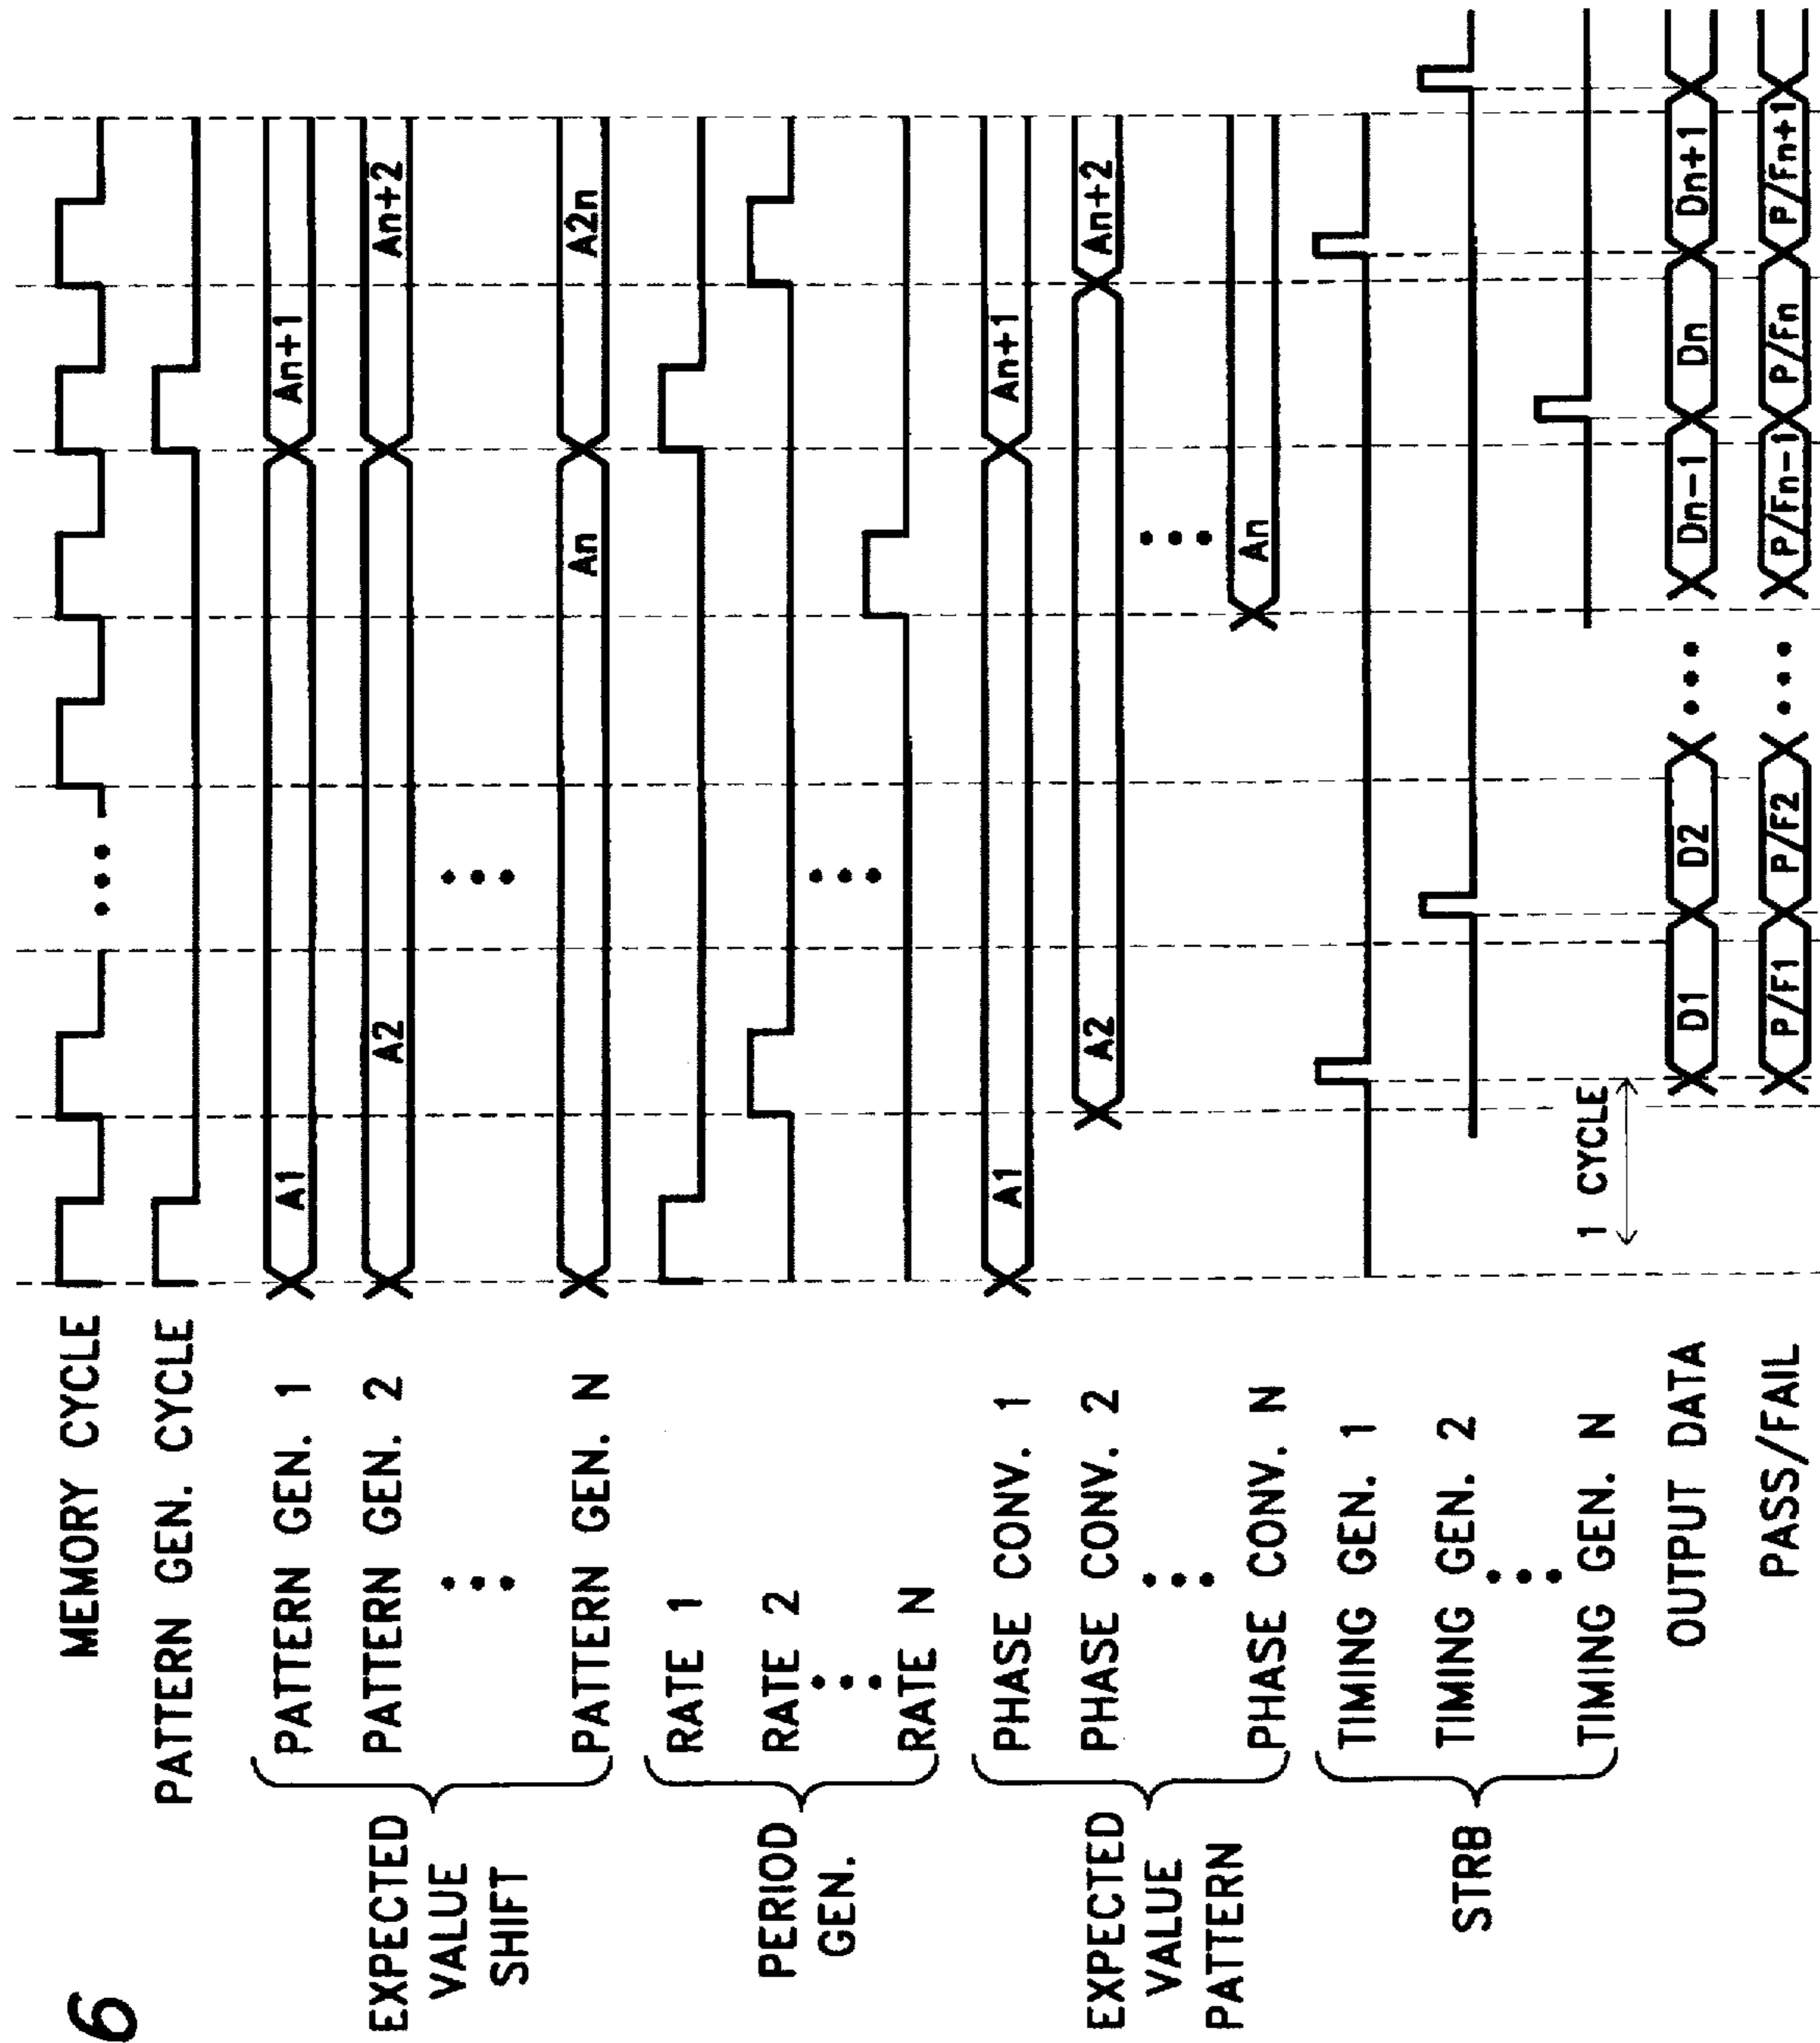 6
MEMORY CYCLE
PATTERN GEN. CYCLE
EXPECTED
VALUE
SHIFT
PATTERN GEN. 1
A1
An+1
PATTERN GEN. 2
A2
An+2
PATTERN GEN. N
An
A2n
PERIOD
GEN.
RATE 1
RATE 2
RATE N
EXPECTED
VALUE
PATTERN
PHASE CONV. 1
A1
An+1
PHASE CONV. 2
A2
An+2
PHASE CONV. N
An
STRB
TIMING GEN. 1
TIMING GEN. 2
TIMING GEN. N
1 CYCLE
OUTPUT DATA
D1
D2
Dn-1
Dn
Dn+1
PASS/FAIL
P/F1
P/F2
P/Fn-1
P/Fn
P/Fn+1